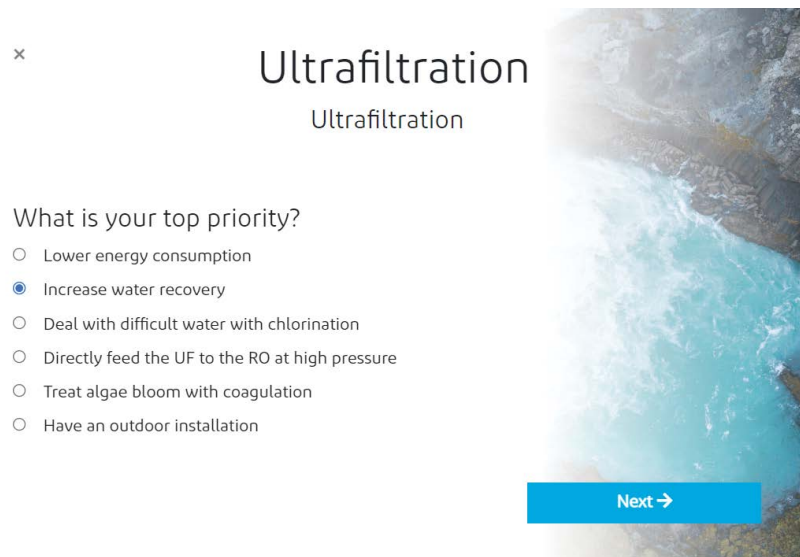 ×
Ultrafiltration
Ultrafiltration
What is your top priority?
Lower energy consumption
Increase water recovery
Deal with difficult water with chlorination
Directly feed the UF to the RO at high pressure
Treat algae bloom with coagulation
Have an outdoor installation
Next →